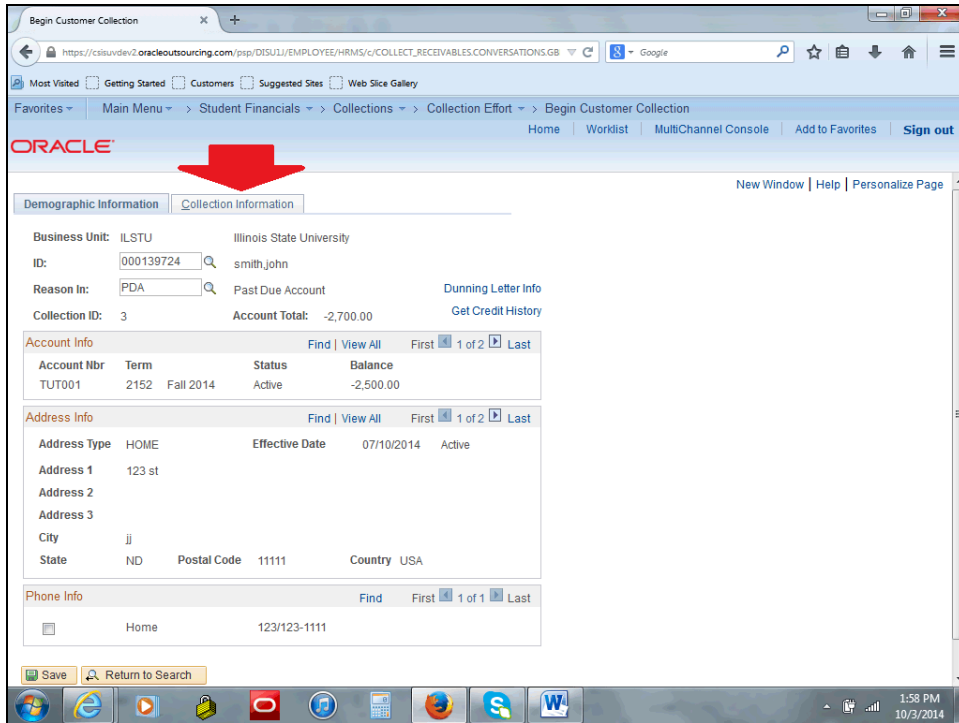 Begin Customer Collection
https://csisuvdev2.oracleoutsourcing.com/psp/DISU1J/EMPLOYEE/HRMS/c/COLLECT_RECEIVABLES.CONVERSATIONS.GB
8 Google
Most Visited Getting Started Customers Suggested Sites Web Slice Gallery
Favorites Main Menu > Student Financials > Collections > Collection Effort > Begin Customer Collection
Home Worklist MultiChannel Console Add to Favorites Sign out
ORACLE
New Window | Help | Personalize Page
Demographic Information Collection Information
Business Unit: ILSTU Illinois State University
ID: 000139724 smith,john
Reason In: PDA Past Due Account Dunning Letter Info
Collection ID: 3 Account Total: -2,700.00 Get Credit History
Account Info Find | View All First 1 of 2 Last
Account Nbr Term Status Balance
TUT001 2152 Fall 2014 Active -2,500.00
Address Info Find | View All First 1 of 2 Last
Address Type HOME Effective Date 07/10/2014 Active
Address 1 123 st
Address 2
Address 3
City jj
State ND Postal Code 11111 Country USA
Phone Info Find First 1 of 1 Last
Home 123/123-1111
Save Return to Search
1:58 PM
10/3/2014